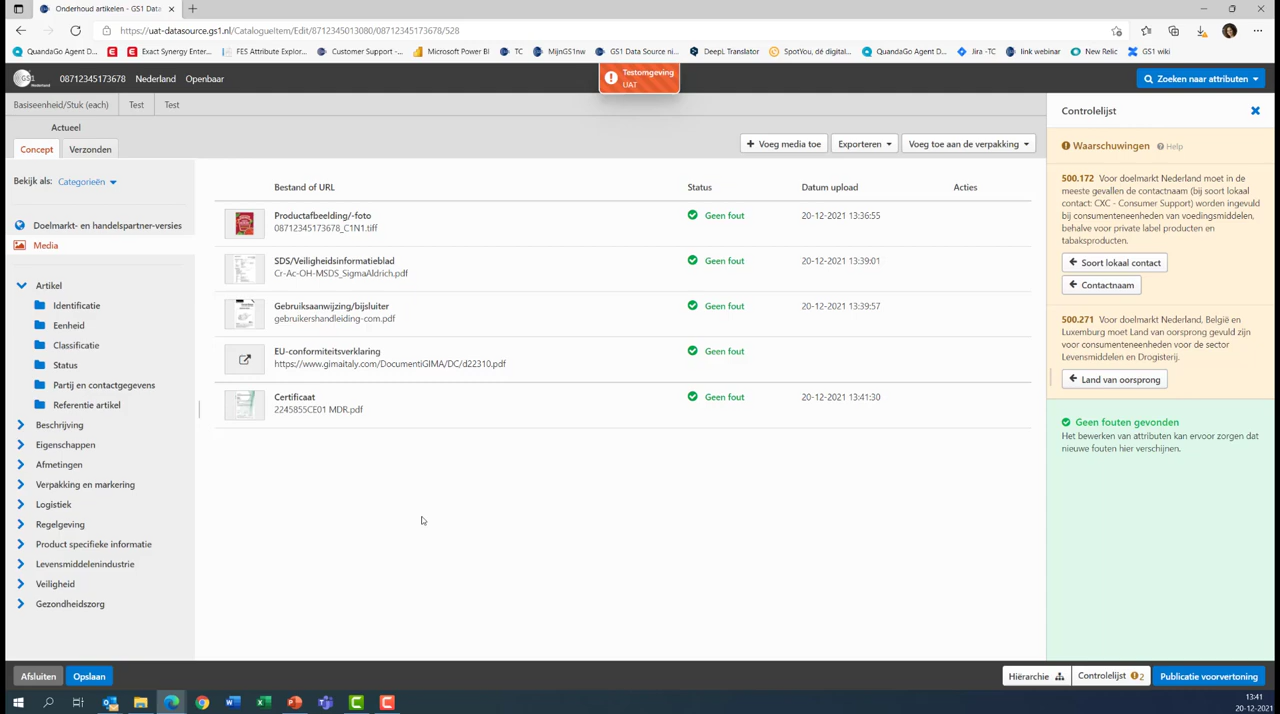 Onderhoud artikelen - GS1 Data
https://uat-datasource.gs1.nl/CatalogueItem/Edit/8712345013080/08712345173678/528
QuandaGo Agent D...
Exact Synergy Enter...
FES Attribute Explor...
Customer Support -...
Microsoft Power BI
TC
MijnGS1nw
GS1 Data Source ni...
DeepL Translator
SpotYou, dé digital...
QuandaGo Agent D...
Jira -TC
link webinar
New Relic
GS1 wiki
GS1
Nederland
08712345173678 Nederland Openbaar
Testomgeving
UAT
Zoeken naar attributen
Basiseenheid/Stuk (each) Test Test
Actueel
Concept Verzonden
Voeg media toe
Exporteren
Voeg toe aan de verpakking
Bekijk als: Categorieën
Doelmarkt- en handelspartner-versies
Media
Artikel
Identificatie
Eenheid
Classificatie
Status
Partij en contactgegevens
Referentie artikel
Beschrijving
Eigenschappen
Afmetingen
Verpakking en markering
Logistiek
Regelgeving
Product specifieke informatie
Levensmiddelenindustrie
Veiligheid
Gezondheidszorg
Bestand of URL Status Datum upload Acties
Productafbeelding/-foto Geen fout 20-12-2021 13:36:55
08712345173678_C1N1.tiff
SDS/Veiligheidsinformatieblad Geen fout 20-12-2021 13:39:01
Cr-Ac-OH-MSDS_SigmaAldrich.pdf
Gebruiksaanwijzing/bijsluiter Geen fout 20-12-2021 13:39:57
gebruikershandleiding-com.pdf
EU-conformiteitsverklaring Geen fout
https://www.gimaitaly.com/DocumentiGIMA/DC/d22310.pdf
Certificaat Geen fout 20-12-2021 13:41:30
2245855CE01 MDR.pdf
Controlelijst
Waarschuwingen Help
500.172 Voor doelmarkt Nederland moet in de
meeste gevallen de contactnaam (bij soort lokaal
contact: CXC - Consumer Support) worden ingevuld
bij consumenteneenheden van voedingsmiddelen,
behalve voor private label producten en
tabaksproducten.
Soort lokaal contact
Contactnaam
500.271 Voor doelmarkt Nederland, België en
Luxemburg moet Land van oorsprong gevuld zijn
voor consumenteneenheden voor de sector
Levensmiddelen en Drogisterij.
Land van oorsprong
Geen fouten gevonden
Het bewerken van attributen kan ervoor zorgen dat
nieuwe fouten hier verschijnen.
Afsluiten Opslaan
Hiërarchie Controlelijst 2 Publicatie voorvertoning
13:41
20-12-2021